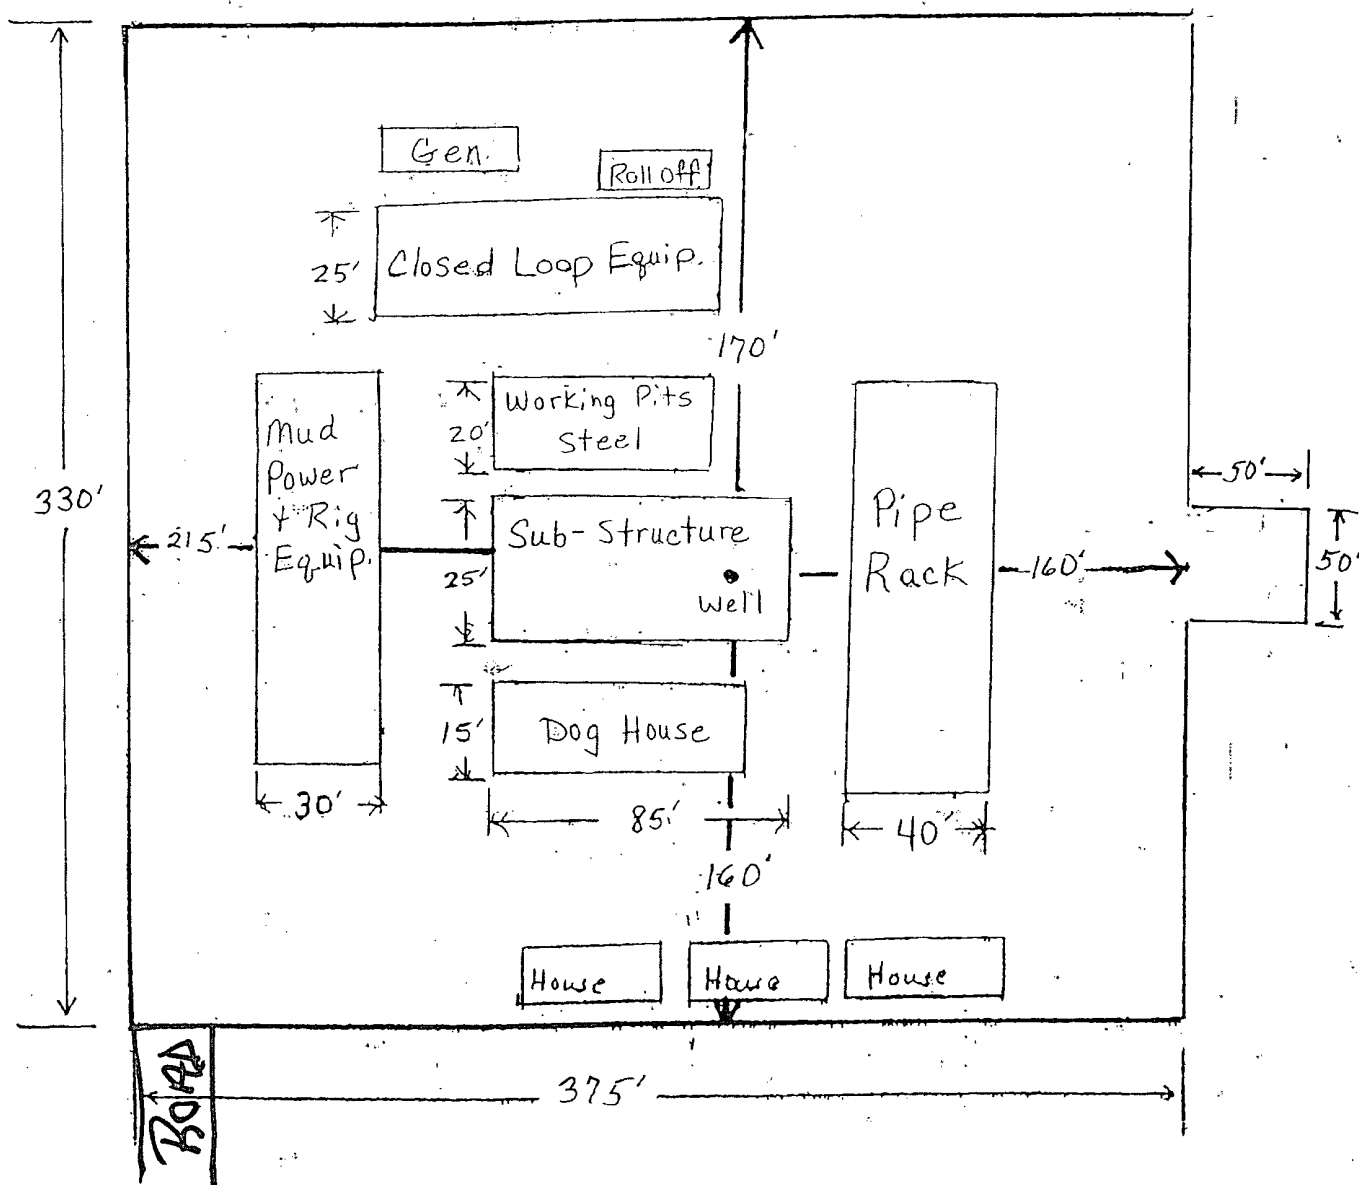 Gen.
Roll off
25'
Closed Loop Equip.
170'
Mud
Power
+ Rig
Equip.
20'
Working Pits
Steel
330'
215'
25'
Sub-Structure
Well
Pipe
Rack
160'
50'
50'
15'
Dog House
30'
85'
40'
160'
House
House
House
ROAD
375'